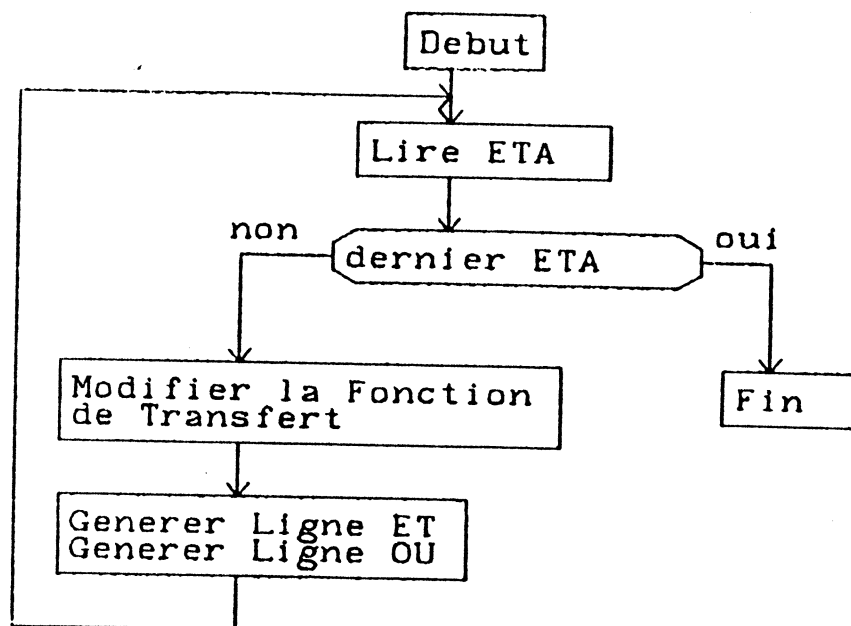 Debut
Lire ETA
non
oui
dernier ETA
Modifier la Fonction
de Transfert
Fin
Generer Ligne ET
Generer Ligne OU